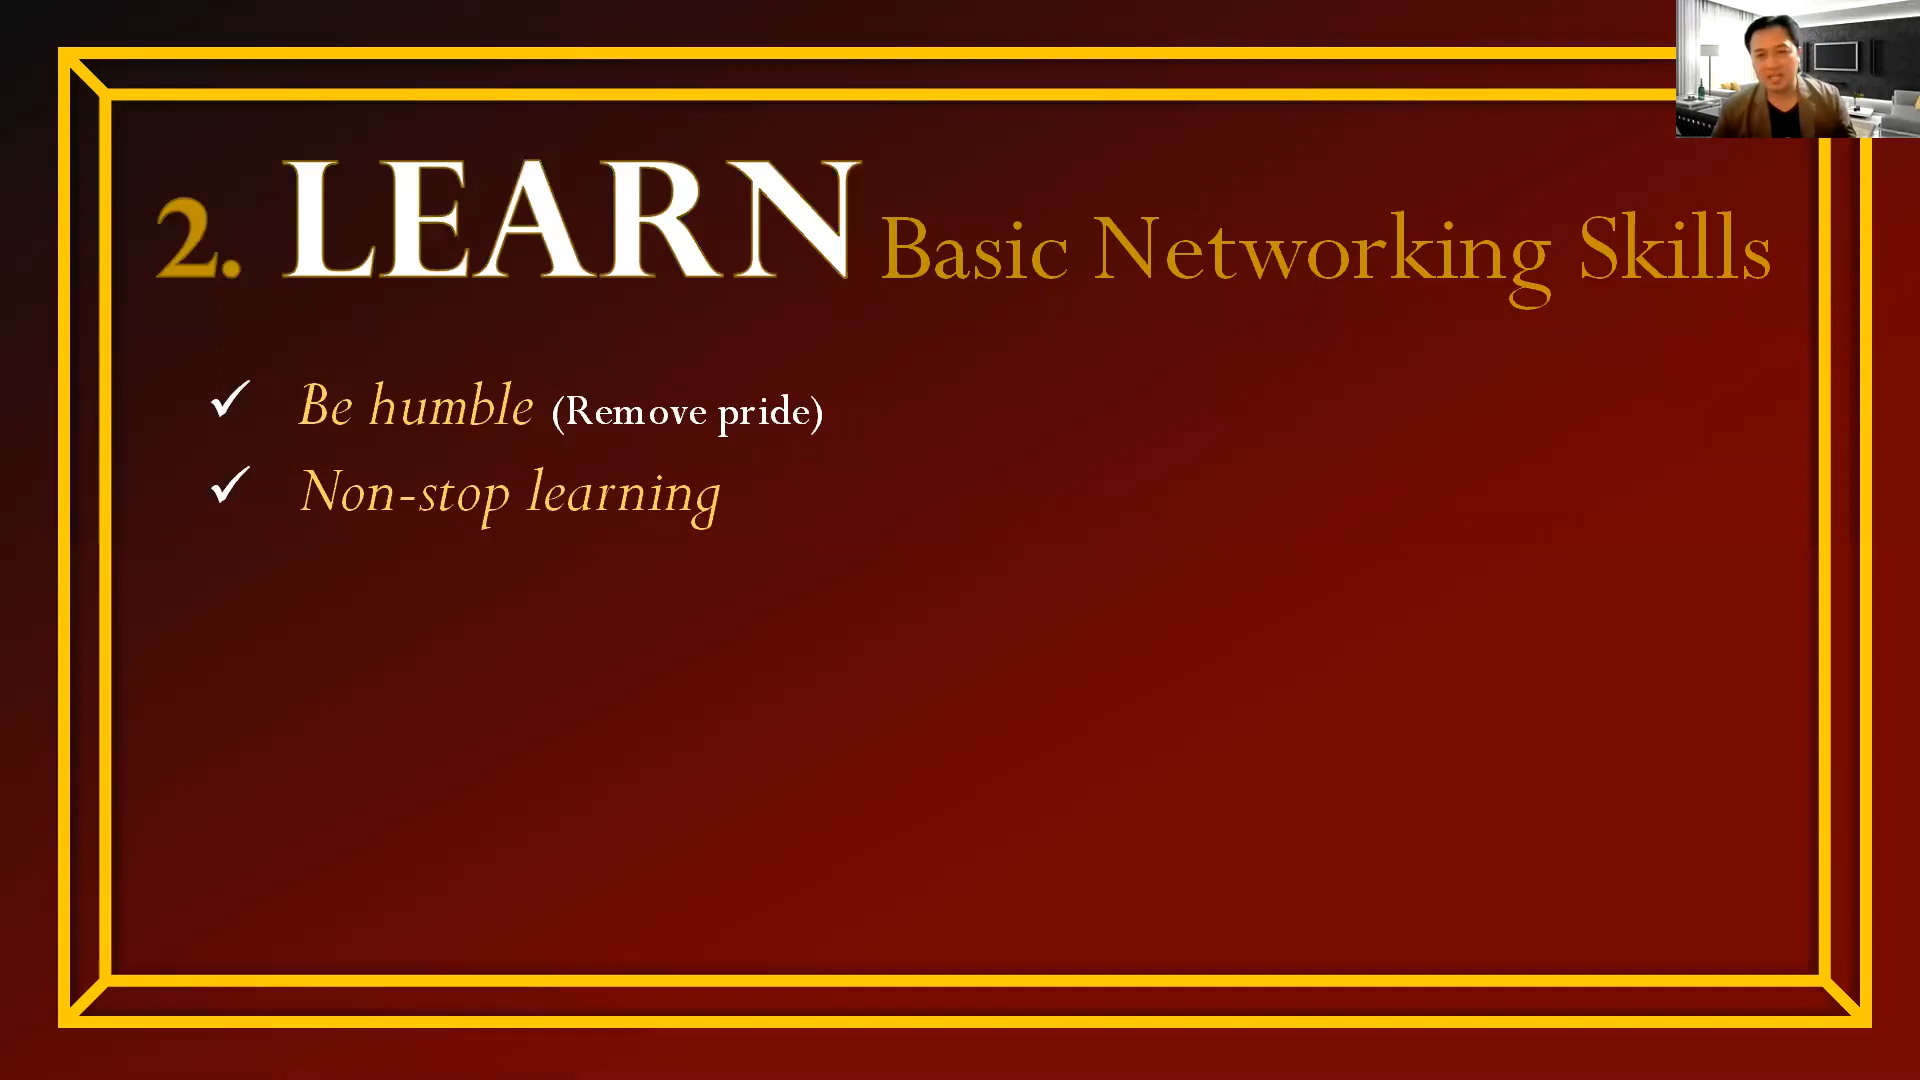 2. LEARN Basic Networking Skills
✓ Be humble (Remove pride)
✓ Non-stop learning